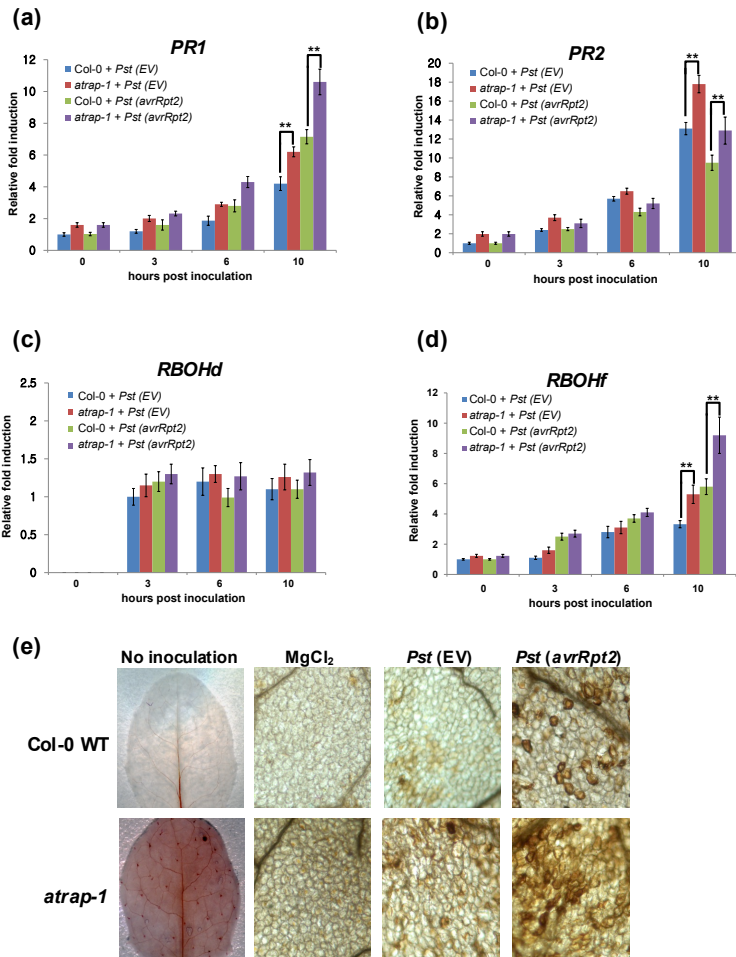 (a)
PR1
Relative fold induction
12
10
8
6
4
2
0
Col-0 + Pst (EV)
atrap-1 + Pst (EV)
Col-0 + Pst (avrRpt2)
atrap-1 + Pst (avrRpt2)
**
**
0 3 6 10
hours post inoculation
(b)
PR2
Relative fold induction
20
18
16
14
12
10
8
6
4
2
0
Col-0 + Pst (EV)
atrap-1 + Pst (EV)
Col-0 + Pst (avrRpt2)
atrap-1 + Pst (avrRpt2)
**
**
0 3 6 10
hours post inoculation
(c)
RBOHd
Relative fold induction
2.5
2
1.5
1
0.5
0
Col-0 + Pst (EV)
atrap-1 + Pst (EV)
Col-0 + Pst (avrRpt2)
atrap-1 + Pst (avrRpt2)
0 3 6 10
hours post inoculation
(d)
RBOHf
Relative fold induction
12
10
8
6
4
2
0
Col-0 + Pst (EV)
atrap-1 + Pst (EV)
Col-0 + Pst (avrRpt2)
atrap-1 + Pst (avrRpt2)
**
**
0 3 6 10
hours post inoculation
(e)
No inoculation MgCl₂ Pst (EV) Pst (avrRpt2)
Col-0 WT
atrap-1